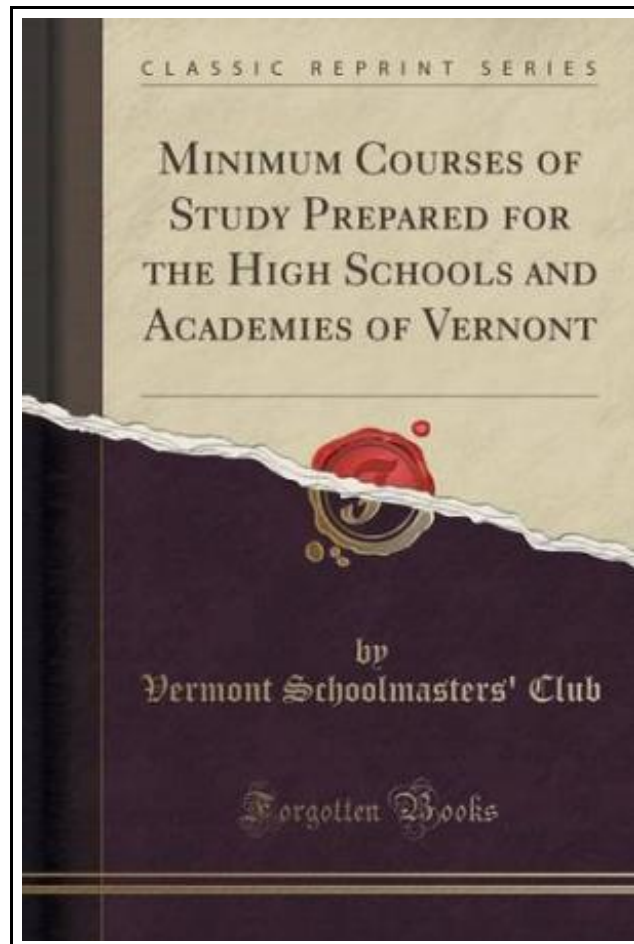 CLASSIC REPRINT SERIES
MINIMUM COURSES OF
STUDY PREPARED FOR
THE HIGH SCHOOLS AND
ACADEMIES OF VERNONT
by
Vermont Schoolmasters' Club
Forgotten Books